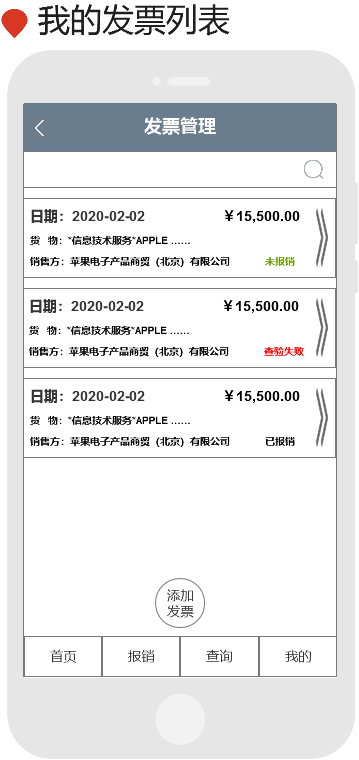 我的发票列表
发票管理
日期：2020-02-02 ￥15,500.00
货 物：*信息技术服务*APPLE ......
销售方：苹果电子产品商贸（北京）有限公司 未报销
日期：2020-02-02 ￥15,500.00
货 物：*信息技术服务*APPLE ......
销售方：苹果电子产品商贸（北京）有限公司 查验失败
日期：2020-02-02 ￥15,500.00
货 物：*信息技术服务*APPLE ......
销售方：苹果电子产品商贸（北京）有限公司 已报销
添加
发票
首页 报销 查询 我的